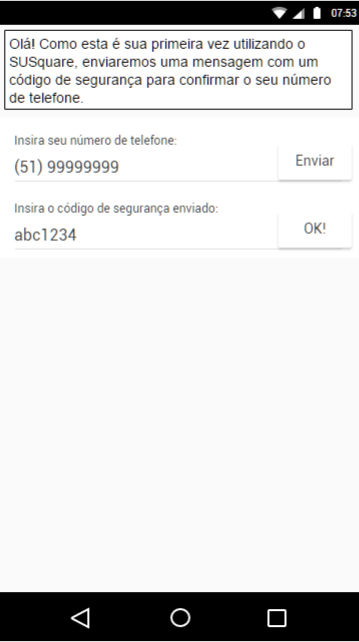 07:53
Olá! Como esta é sua primeira vez utilizando o
SUSquare, enviaremos uma mensagem com um
código de segurança para confirmar o seu número
de telefone.
Insira seu número de telefone:
(51) 99999999
Enviar
Insira o código de segurança enviado:
abc1234
OK!